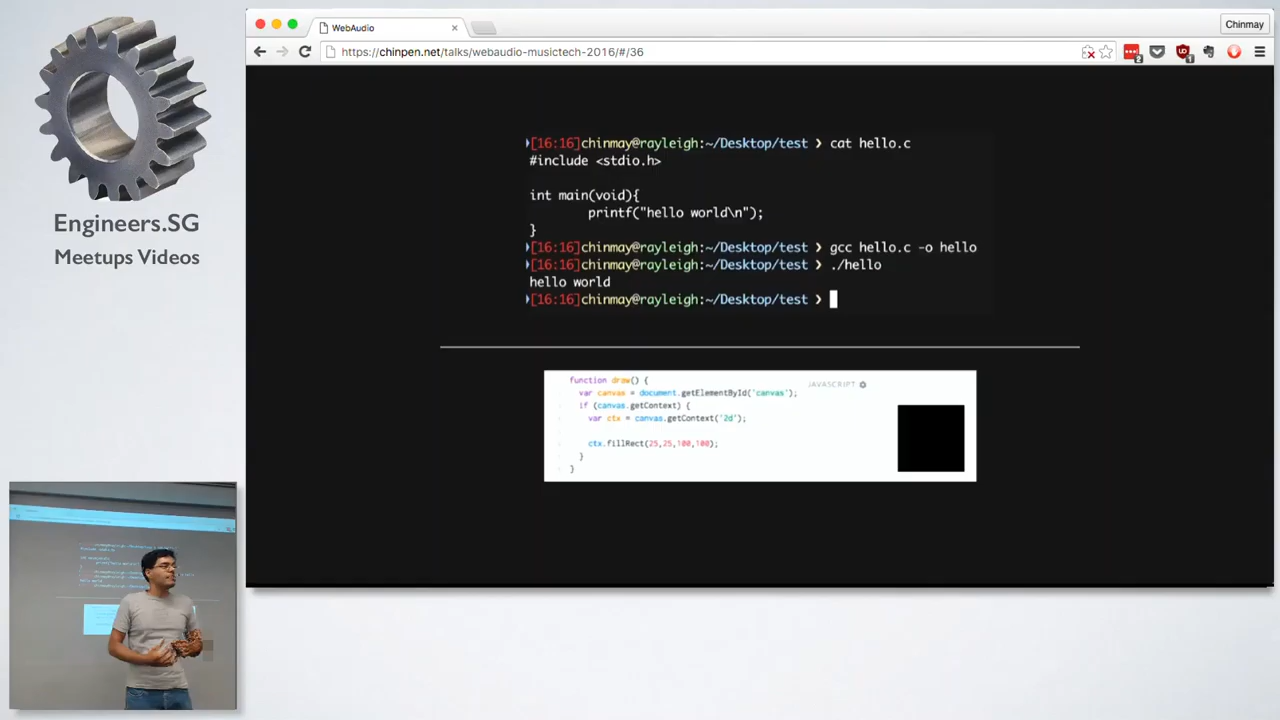 Engineers.SG
Meetups Videos
WebAudio
Chinmay
https://chinpen.net/talks/webaudio-musictech-2016/#/36
2
1
[16:16]chinmay@rayleigh:~/Desktop/test ❯ cat hello.c
#include <stdio.h>
int main(void){
printf("hello world\n");
}
[16:16]chinmay@rayleigh:~/Desktop/test ❯ gcc hello.c -o hello
[16:16]chinmay@rayleigh:~/Desktop/test ❯ ./hello
hello world
[16:16]chinmay@rayleigh:~/Desktop/test ❯
JAVASCRIPT
function draw() {
var canvas = document.getElementById('canvas');
if (canvas.getContext) {
var ctx = canvas.getContext('2d');
ctx.fillRect(25,25,100,100);
}
}